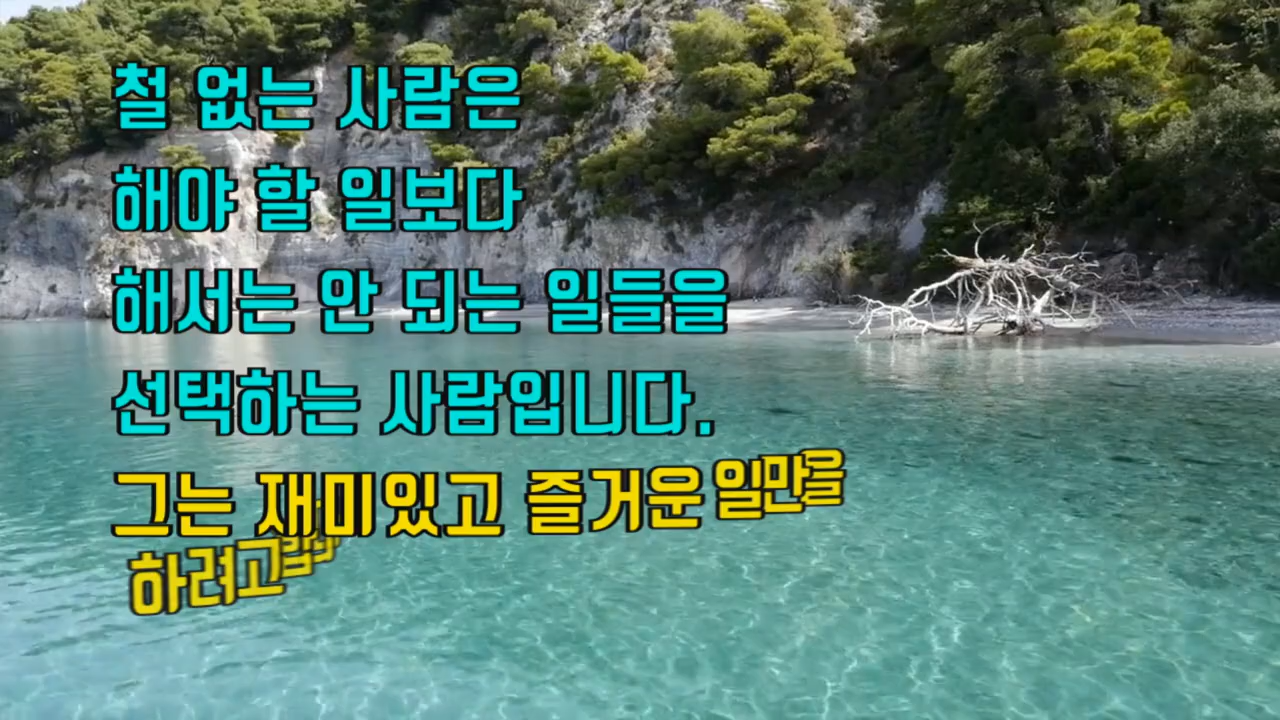 철 없는 사람은
해야 할 일보다
해서는 안 되는 일들을
선택하는 사람입니다.
그는 재미있고 즐거운 일만을
하려고